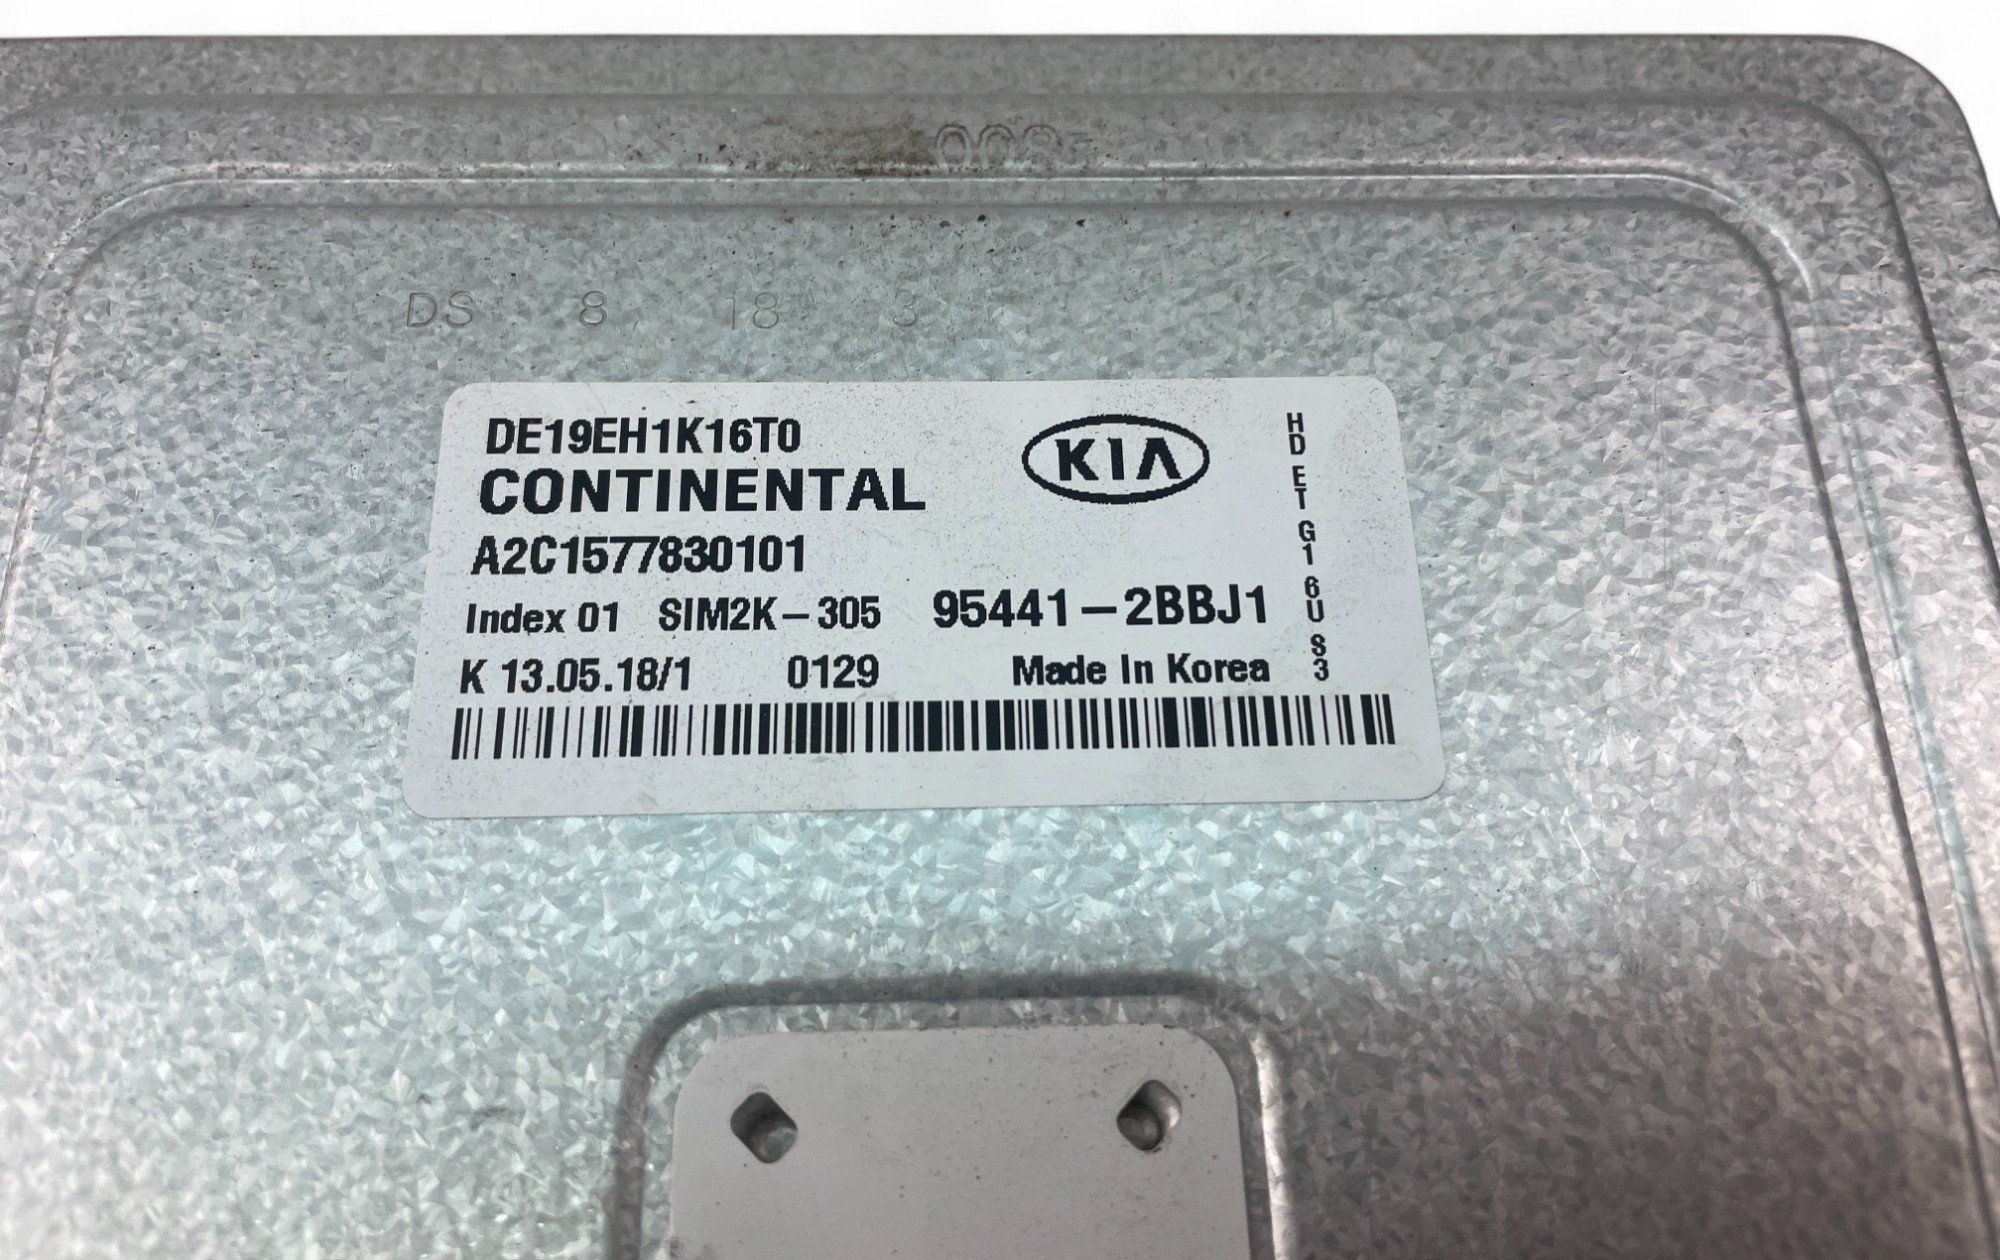 DS 8 18 3
DE19EH1K16T0
CONTINENTAL
KIA
A2C1577830101
Index 01 SIM2K-305 95441-2BBJ1
K 13.05.18/1 0129 Made In Korea
HD ET G1 6U S3